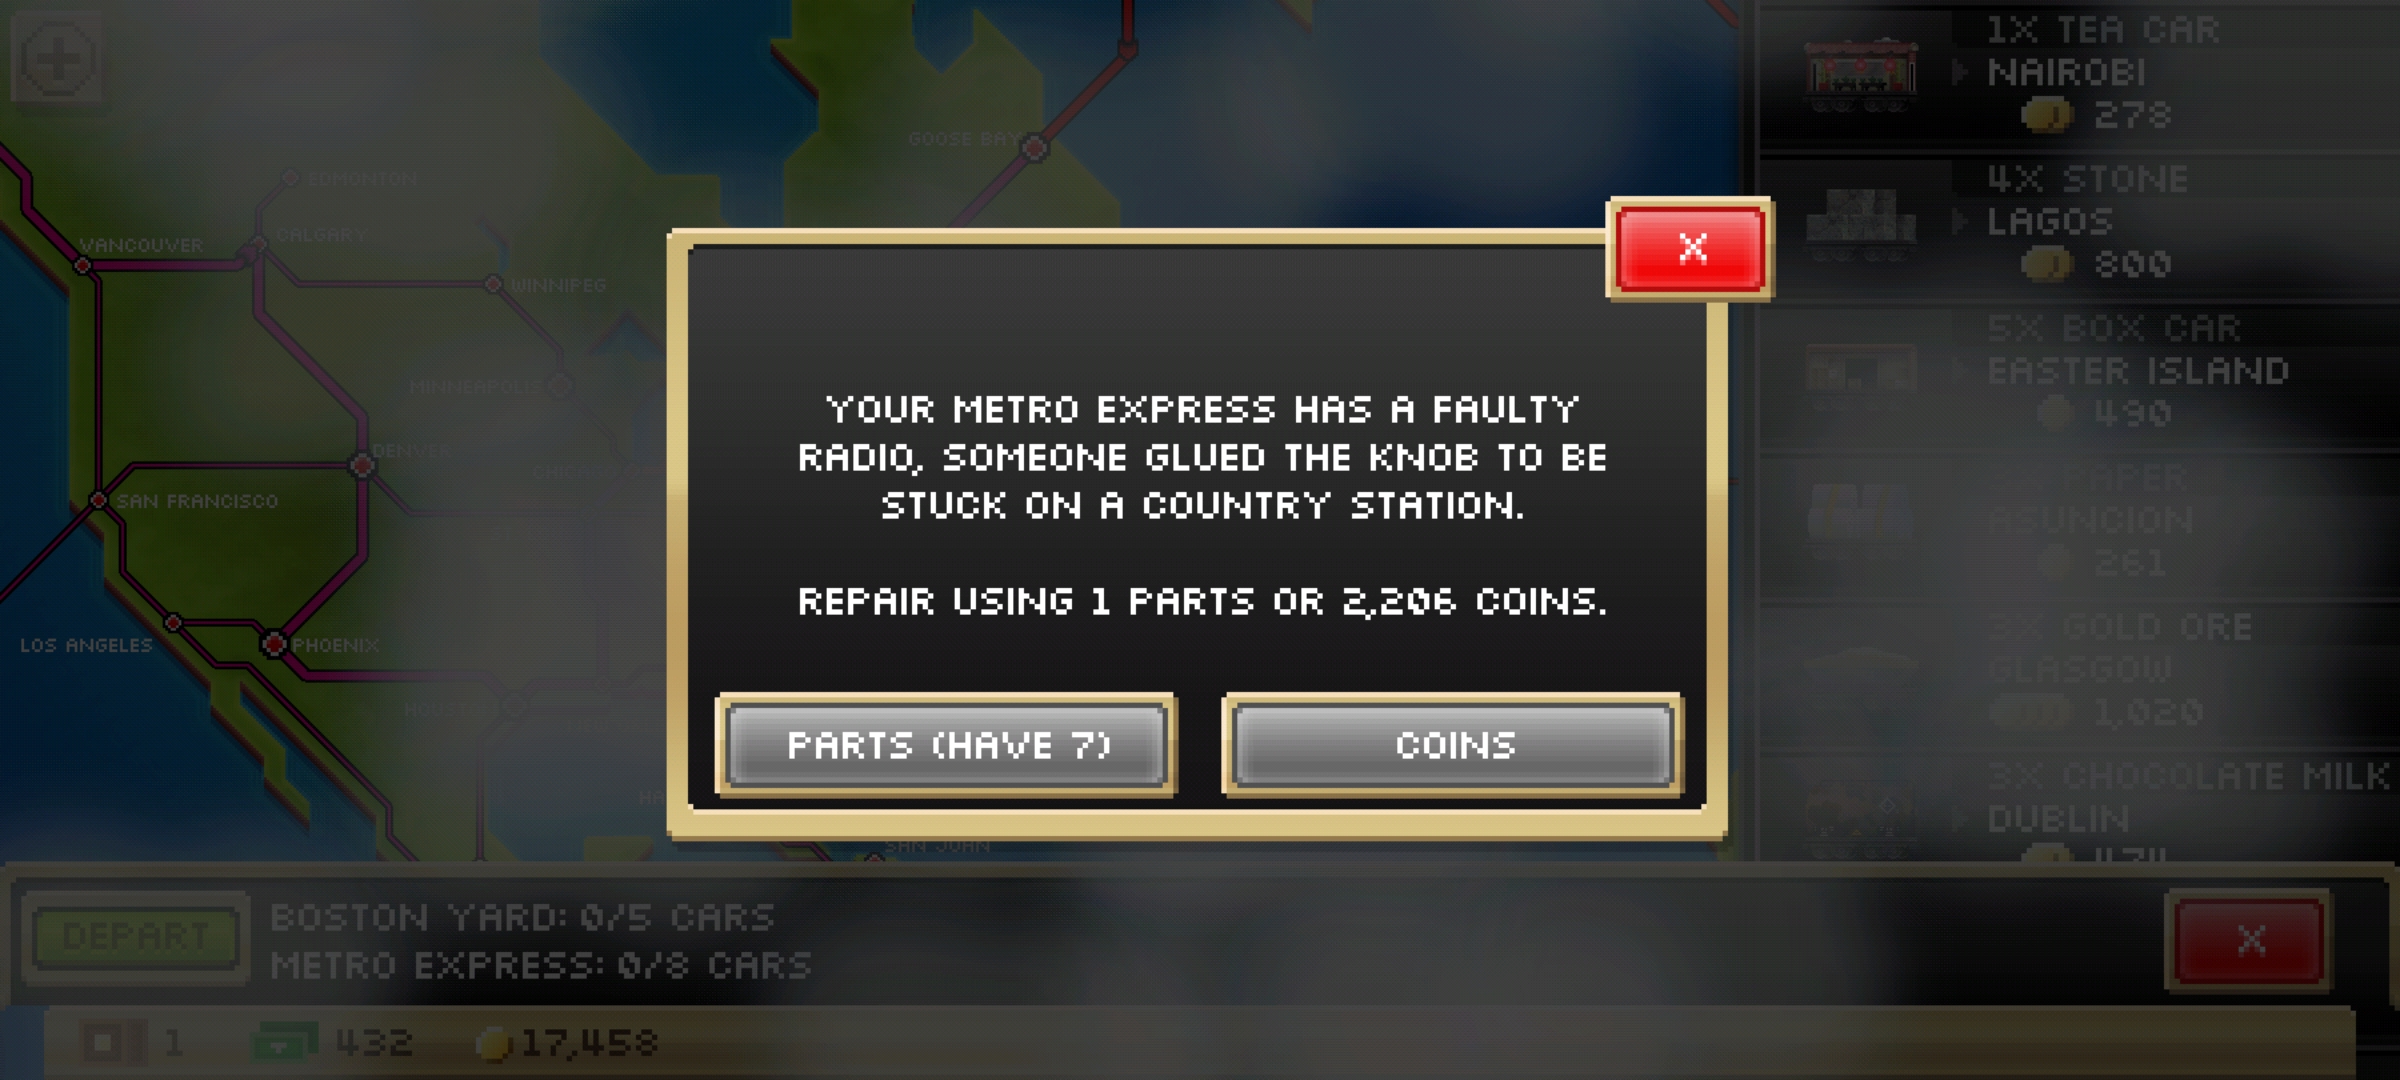 EDMONTON
CALGARY
VANCOUVER
WINNIPEG
MINNEAPOLIS
DENVER
SAN FRANCISCO
LOS ANGELES
PHOENIX
GOOSE BAY
SAN JUAN
1X TEA CAR
NAIROBI
278
4X STONE
LAGOS
800
5X BOX CAR
EASTER ISLAND
490
PAPER
ASUNCION
261
3X GOLD ORE
GLASGOW
1,020
3X CHOCOLATE MILK
DUBLIN
474
X
YOUR METRO EXPRESS HAS A FAULTY
RADIO, SOMEONE GLUED THE KNOB TO BE
STUCK ON A COUNTRY STATION.
REPAIR USING 1 PARTS OR 2,206 COINS.
PARTS (HAVE 7)
COINS
DEPART
BOSTON YARD: 0/5 CARS
METRO EXPRESS: 0/8 CARS
X
1
432
17,458